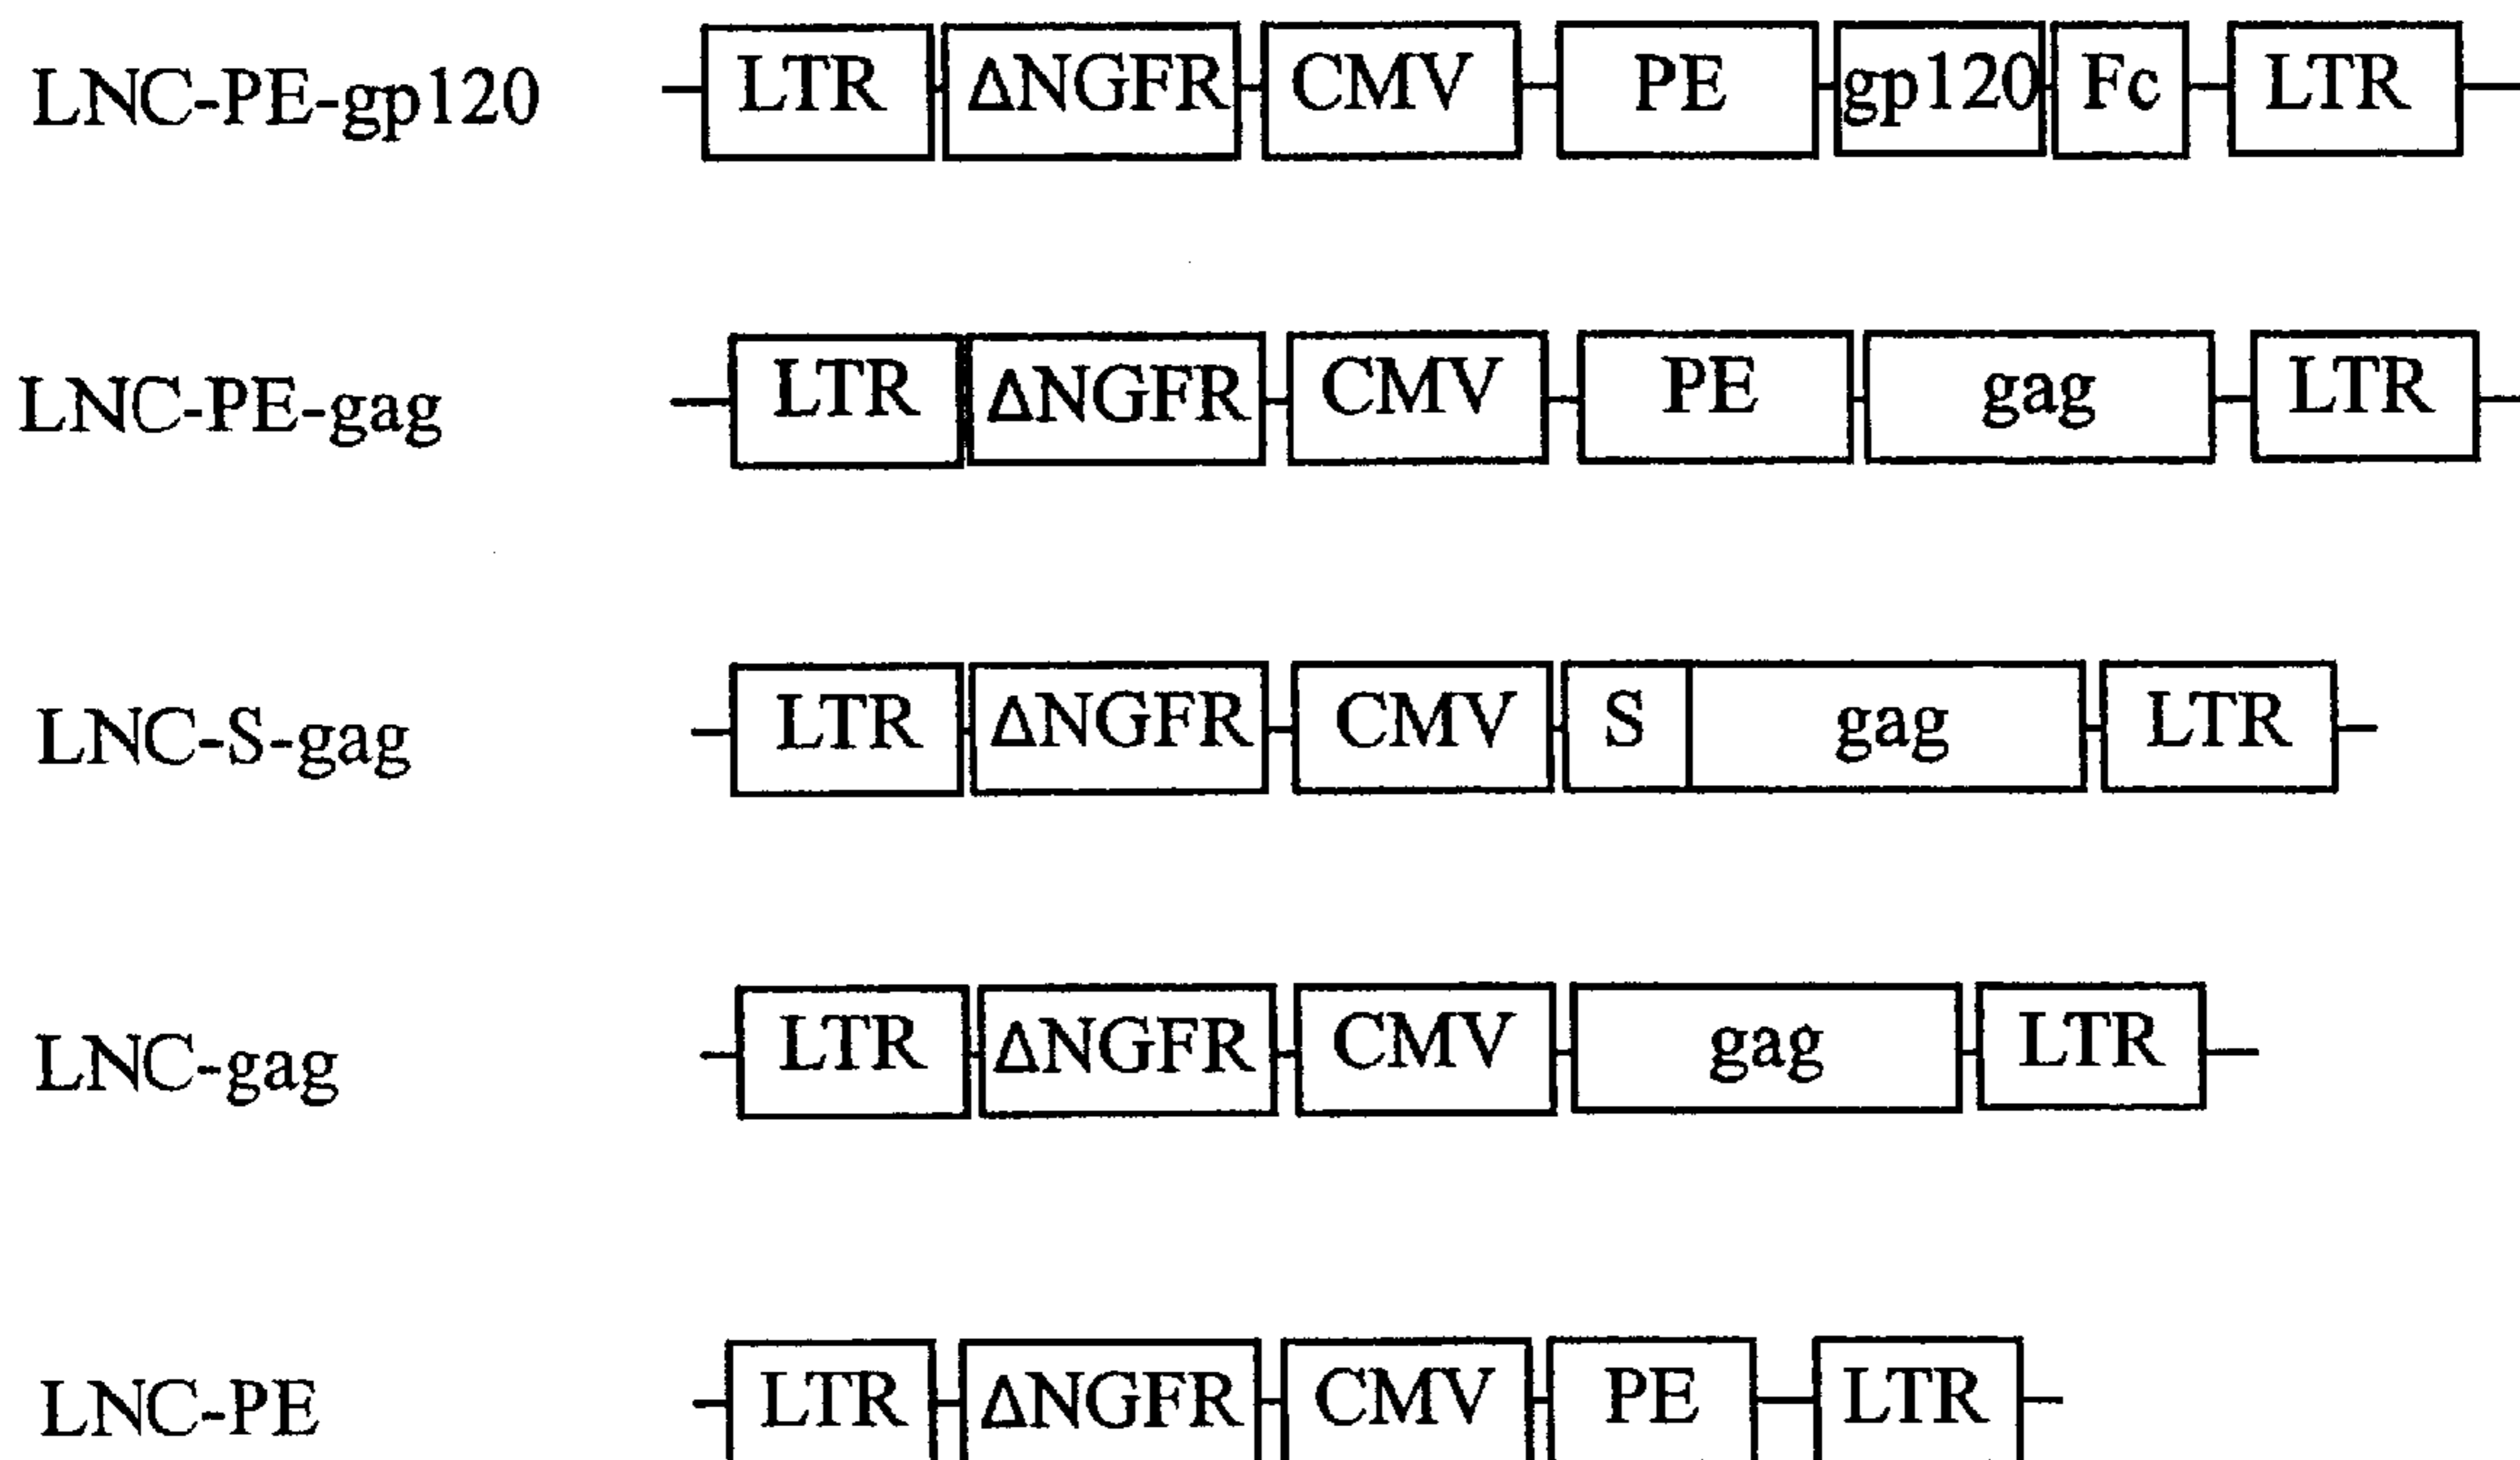 LNC-PE-gp120 LTR ΔNGFR CMV PE gp120 Fc LTR
LNC-PE-gag LTR ΔNGFR CMV PE gag LTR
LNC-S-gag LTR ΔNGFR CMV S gag LTR
LNC-gag LTR ΔNGFR CMV gag LTR
LNC-PE LTR ΔNGFR CMV PE LTR